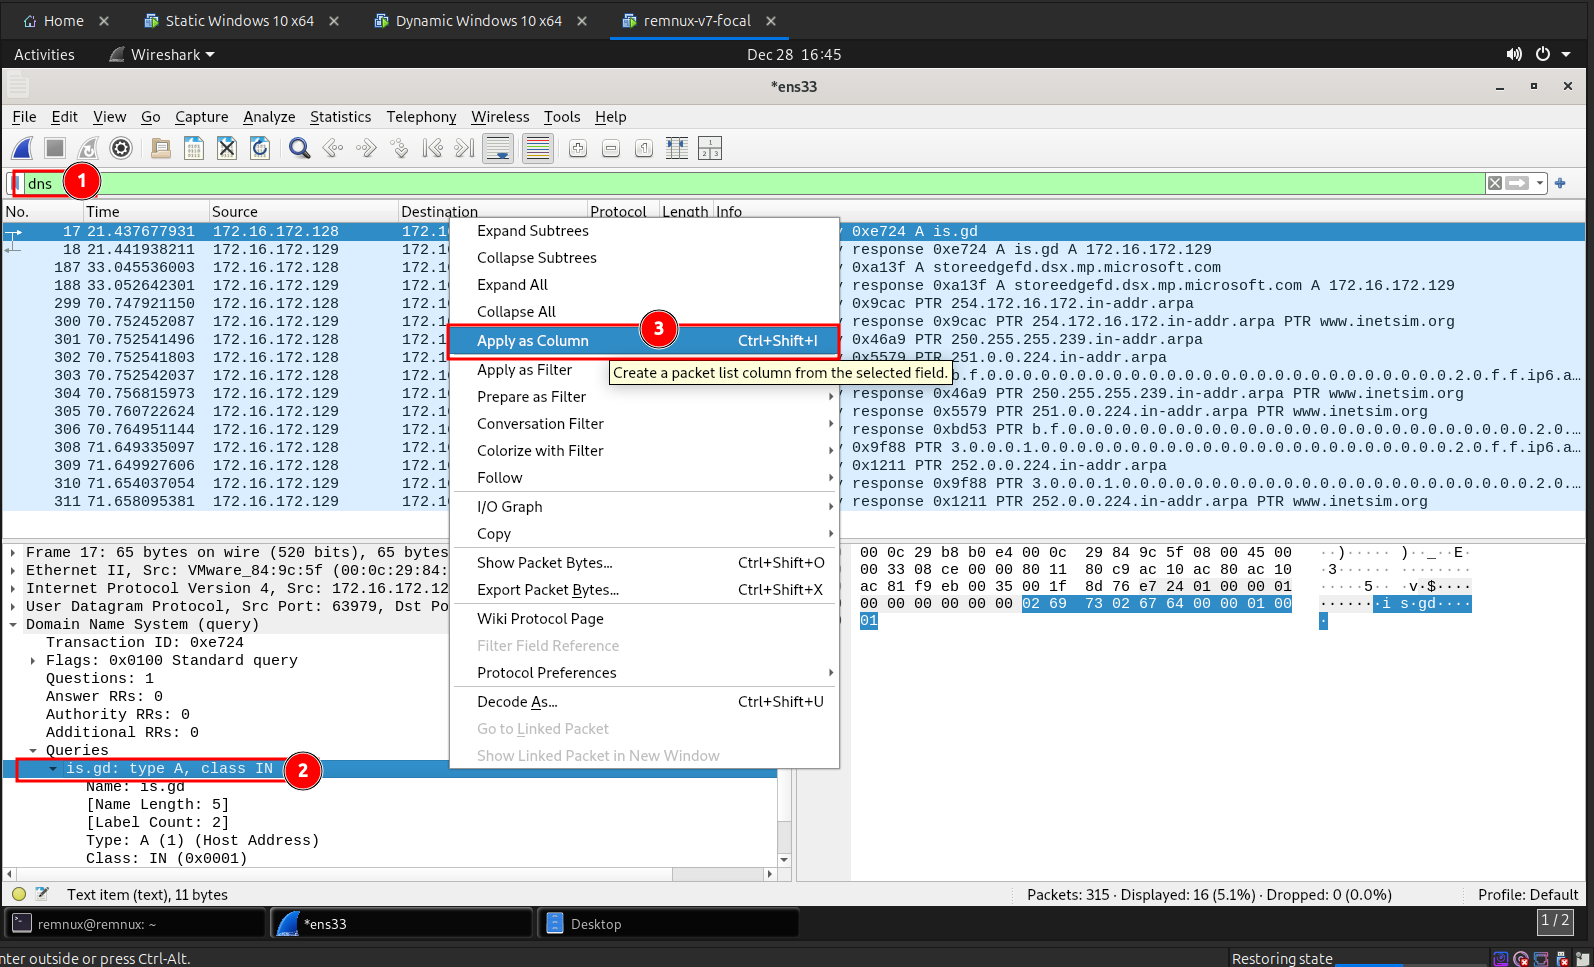 Home
Static Windows 10 x64
Dynamic Windows 10 x64
remnux-v7-focal
Activities
Wireshark
Dec 28 16:45
*ens33
File Edit View Go Capture Analyze Statistics Telephony Wireless Tools Help
dns
1
No. Time Source Destination Protocol Length Info
17 21.437677931 172.16.172.128 172.1 0xe724 A is.gd
18 21.441938211 172.16.172.129 172.1 response 0xe724 A is.gd A 172.16.172.129
187 33.045536003 172.16.172.128 172.1 0xa13f A storeedgefd.dsx.mp.microsoft.com
188 33.052642301 172.16.172.129 172.1 response 0xa13f A storeedgefd.dsx.mp.microsoft.com A 172.16.172.129
299 70.747921150 172.16.172.128 172.1 0x9cac PTR 254.172.16.172.in-addr.arpa
300 70.752452087 172.16.172.129 172.1 response 0x9cac PTR 254.172.16.172.in-addr.arpa PTR www.inetsim.org
301 70.752541496 172.16.172.128 172.1 0x46a9 PTR 250.255.255.239.in-addr.arpa
302 70.752541803 172.16.172.128 172.1 0x5579 PTR 251.0.0.224.in-addr.arpa
303 70.752542037 172.16.172.128 172.1 b.f.0.0.0.0.0.0.0.0.0.0.0.0.0.0.0.0.0.0.0.0.0.0.0.0.0.2.0.f.f.ip6.a…
304 70.756815973 172.16.172.129 172.1 response 0x46a9 PTR 250.255.255.239.in-addr.arpa PTR www.inetsim.org
305 70.760722624 172.16.172.129 172.1 response 0x5579 PTR 251.0.0.224.in-addr.arpa PTR www.inetsim.org
306 70.764951144 172.16.172.129 172.1 response 0xbd53 PTR b.f.0.0.0.0.0.0.0.0.0.0.0.0.0.0.0.0.0.0.0.0.0.0.2.0.…
308 71.649335097 172.16.172.128 172.1 0x9f88 PTR 3.0.0.0.1.0.0.0.0.0.0.0.0.0.0.0.0.0.0.0.0.0.0.0.0.2.0.f.f.ip6.a…
309 71.649927606 172.16.172.128 172.1 0x1211 PTR 252.0.0.224.in-addr.arpa
310 71.654037054 172.16.172.129 172.1 response 0x9f88 PTR 3.0.0.0.1.0.0.0.0.0.0.0.0.0.0.0.0.0.0.0.0.0.0.0.2.0.…
311 71.658095381 172.16.172.129 172.1 response 0x1211 PTR 252.0.0.224.in-addr.arpa PTR www.inetsim.org
Expand Subtrees
Collapse Subtrees
Expand All
Collapse All
3
Apply as Column Ctrl+Shift+I
Apply as Filter
Create a packet list column from the selected field.
Prepare as Filter
Conversation Filter
Colorize with Filter
Follow
I/O Graph
Copy
Show Packet Bytes... Ctrl+Shift+O
Export Packet Bytes... Ctrl+Shift+X
Wiki Protocol Page
Filter Field Reference
Protocol Preferences
Decode As... Ctrl+Shift+U
Go to Linked Packet
Show Linked Packet in New Window
Frame 17: 65 bytes on wire (520 bits), 65 bytes
Ethernet II, Src: VMware_84:9c:5f (00:0c:29:84:
Internet Protocol Version 4, Src: 172.16.172.12
User Datagram Protocol, Src Port: 63979, Dst Po
Domain Name System (query)
Transaction ID: 0xe724
Flags: 0x0100 Standard query
Questions: 1
Answer RRs: 0
Authority RRs: 0
Additional RRs: 0
Queries
is.gd: type A, class IN
2
Name: is.gd
[Name Length: 5]
[Label Count: 2]
Type: A (1) (Host Address)
Class: IN (0x0001)
00 0c 29 b8 b0 e4 00 0c 29 84 9c 5f 08 00 45 00 ··)····· )··_··E·
00 33 08 ce 00 00 80 11 80 c9 ac 10 ac 80 ac 10 ·3······ ········
ac 81 f9 eb 00 35 00 1f 8d 76 e7 24 01 00 00 01 ·····5·· ·v·$····
00 00 00 00 00 00 02 69 73 02 67 64 00 00 01 00 ·······i s·gd····
01 ·
Text item (text), 11 bytes
Packets: 315 · Displayed: 16 (5.1%) · Dropped: 0 (0.0%)
Profile: Default
remnux@remnux: ~
*ens33
Desktop
1 / 2
nter outside or press Ctrl-Alt.
Restoring state